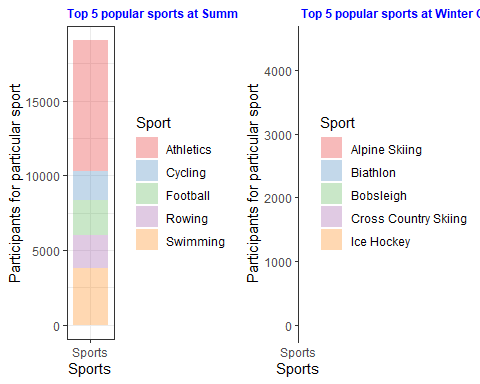 Top 5 popular sports at Summ
Participants for particular sport
15000
10000
5000
0
Sports
Sports
Sport
Athletics
Cycling
Football
Rowing
Swimming
Top 5 popular sports at Winter
Participants for particular sport
4000
3000
2000
1000
0
Sports
Sports
Sport
Alpine Skiing
Biathlon
Bobsleigh
Cross Country Skiing
Ice Hockey